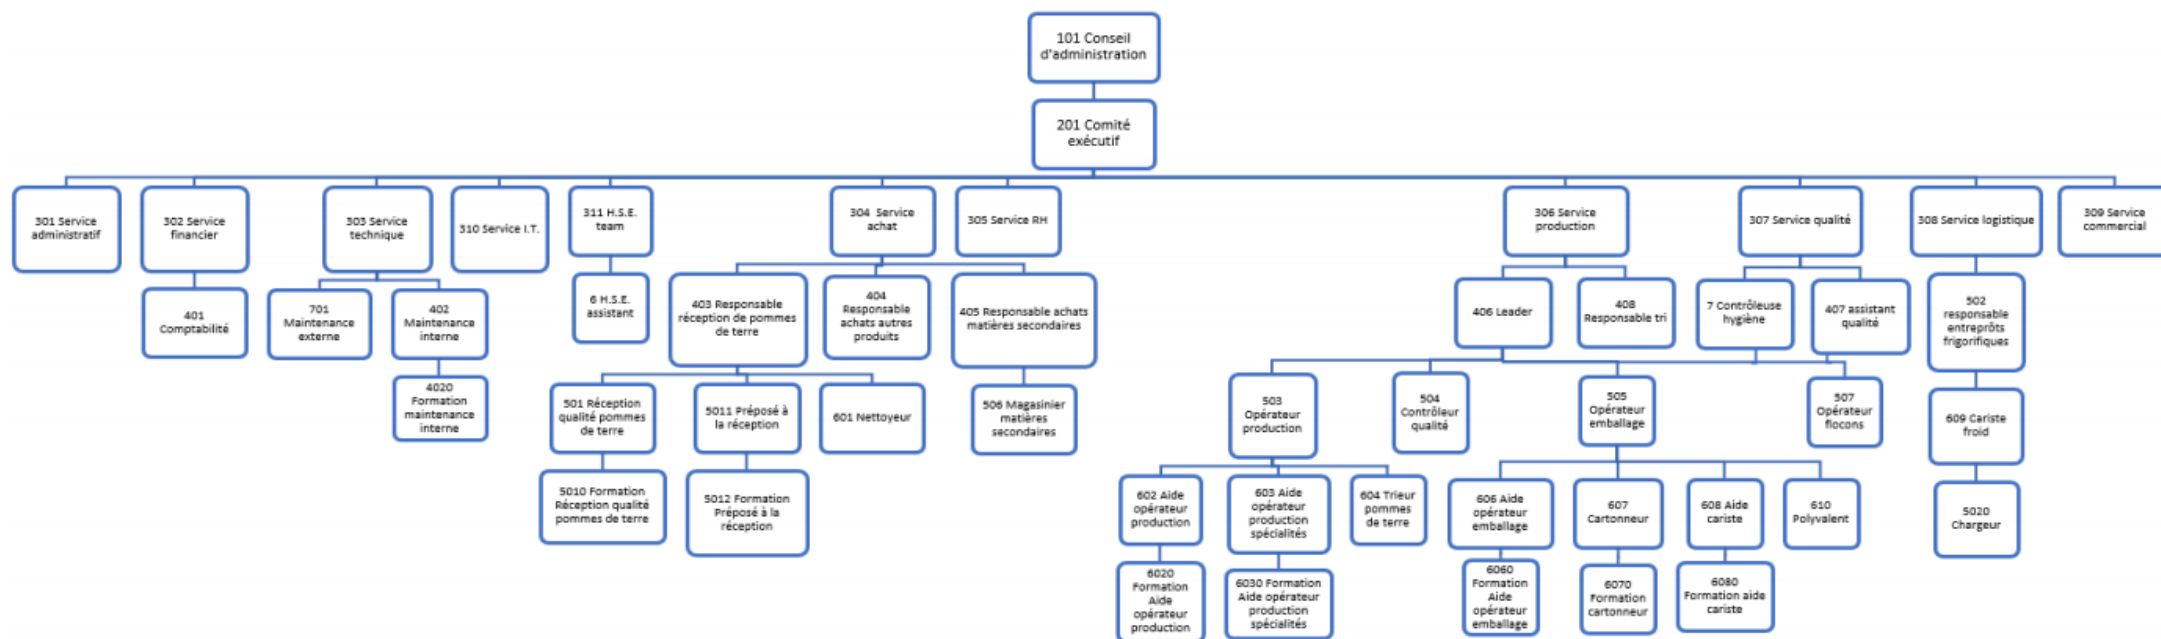 101 Conseil
d'administration
201 Comité
exécutif
301 Service
administratif
302 Service
financier
303 Service
technique
310 Service I.T.
311 H.S.E.
team
304 Service
achat
305 Service RH
306 Service
production
307 Service qualité
308 Service logistique
309 Service
commercial
401
Comptabilité
701
Maintenance
externe
402
Maintenance
interne
6 H.S.E.
assistant
403 Responsable
réception de pommes
de terre
404
Responsable
achats autres
produits
405 Responsable achats
matières secondaires
406 Leader
408
Responsable tri
7 Contrôleuse
hygiène
407 assistant
qualité
502
responsable
entreprôts
frigorifiques
4020
Formation
maintenance
interne
501 Réception
qualité pommes
de terre
5011 Préposé à
la réception
601 Nettoyeur
506 Magasinier
matières
secondaires
503
Opérateur
production
504
Contrôleur
qualité
505
Opérateur
emballage
507
Opérateur
flocons
609 Cariste
froid
5010 Formation
Réception qualité
pommes de terre
5012 Formation
Préposé à la
réception
602 Aide
opérateur
production
603 Aide
opérateur
production
spécialités
604 Trieur
pommes
de terre
606 Aide
opérateur
emballage
607
Cartonneur
608 Aide
cariste
610
Polyvalent
5020
Chargeur
6020
Formation
Aide
opérateur
production
6030 Formation
Aide opérateur
production
spécialités
6060
Formation
Aide
opérateur
emballage
6070
Formation
cartonneur
6080
Formation aide
cariste